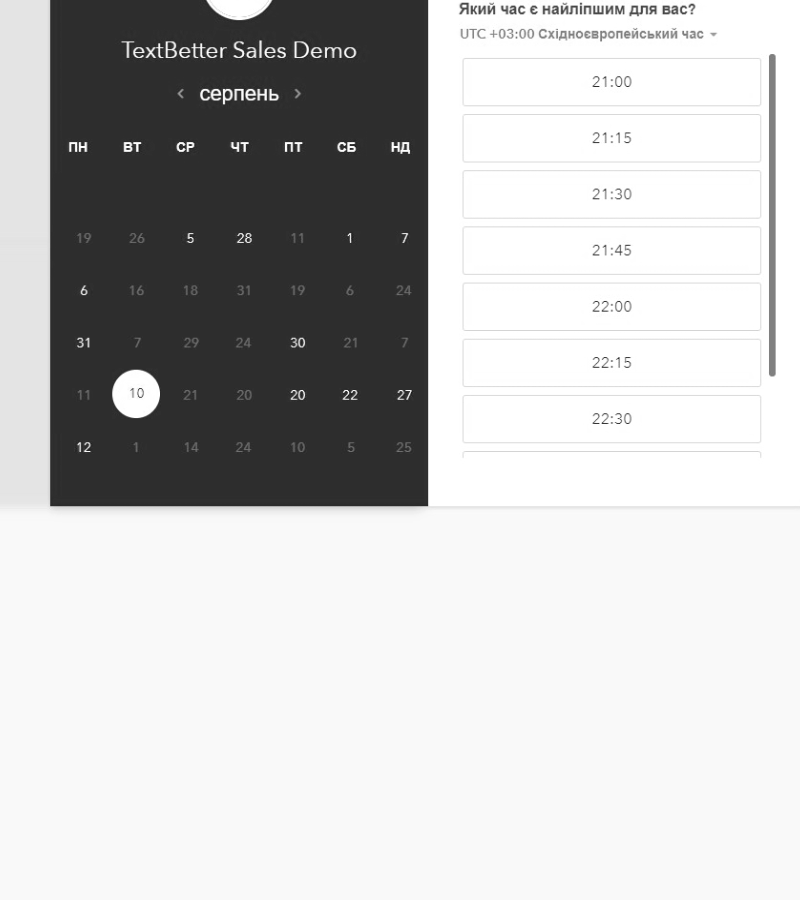 TextBetter Sales Demo
серпень
ПН ВТ СР ЧТ ПТ СБ НД
19 26 5 28 11 1 7
6 16 18 31 19 6 24
31 7 29 24 30 21 7
11 10 21 20 20 22 27
12 1 14 24 10 5 25
Який час є найліпшим для вас?
UTC +03:00 Східноєвропейський час
21:00
21:15
21:30
21:45
22:00
22:15
22:30